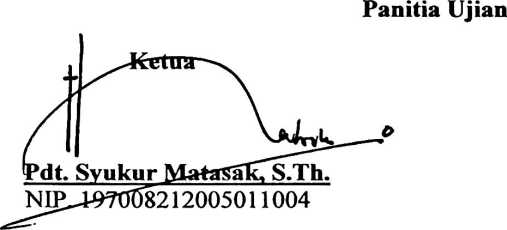 Panitia Ujian
Ketua
Pdt. Syukur Matasak, S.Th.
NIP. 197008212005011004